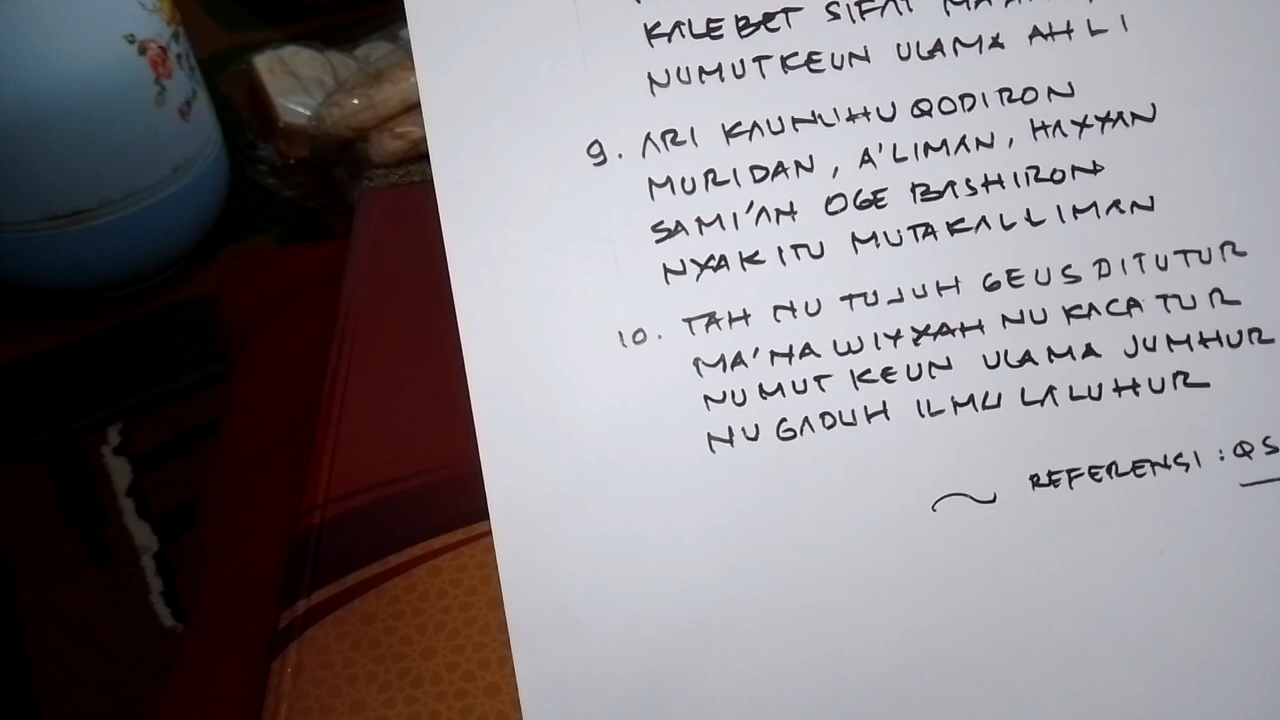 KALEBET SIFAT
NUMUTKEUN ULAMA AHLI
9. ARI KAUNUHU QODIRON
MURIDAN, A'LIMAN, HAYYAN
SAMI'AN OGE BASHIRON
NYAKITU MUTAKALLIMAN
10. TAH NU TUJUH GEUS DITUTUR
MA'NAWIYYAH NU KACATUR
NUMUTKEUN ULAMA JUMHUR
NU GADUH ILMU LALUHUR
~ REFERENSI : QS